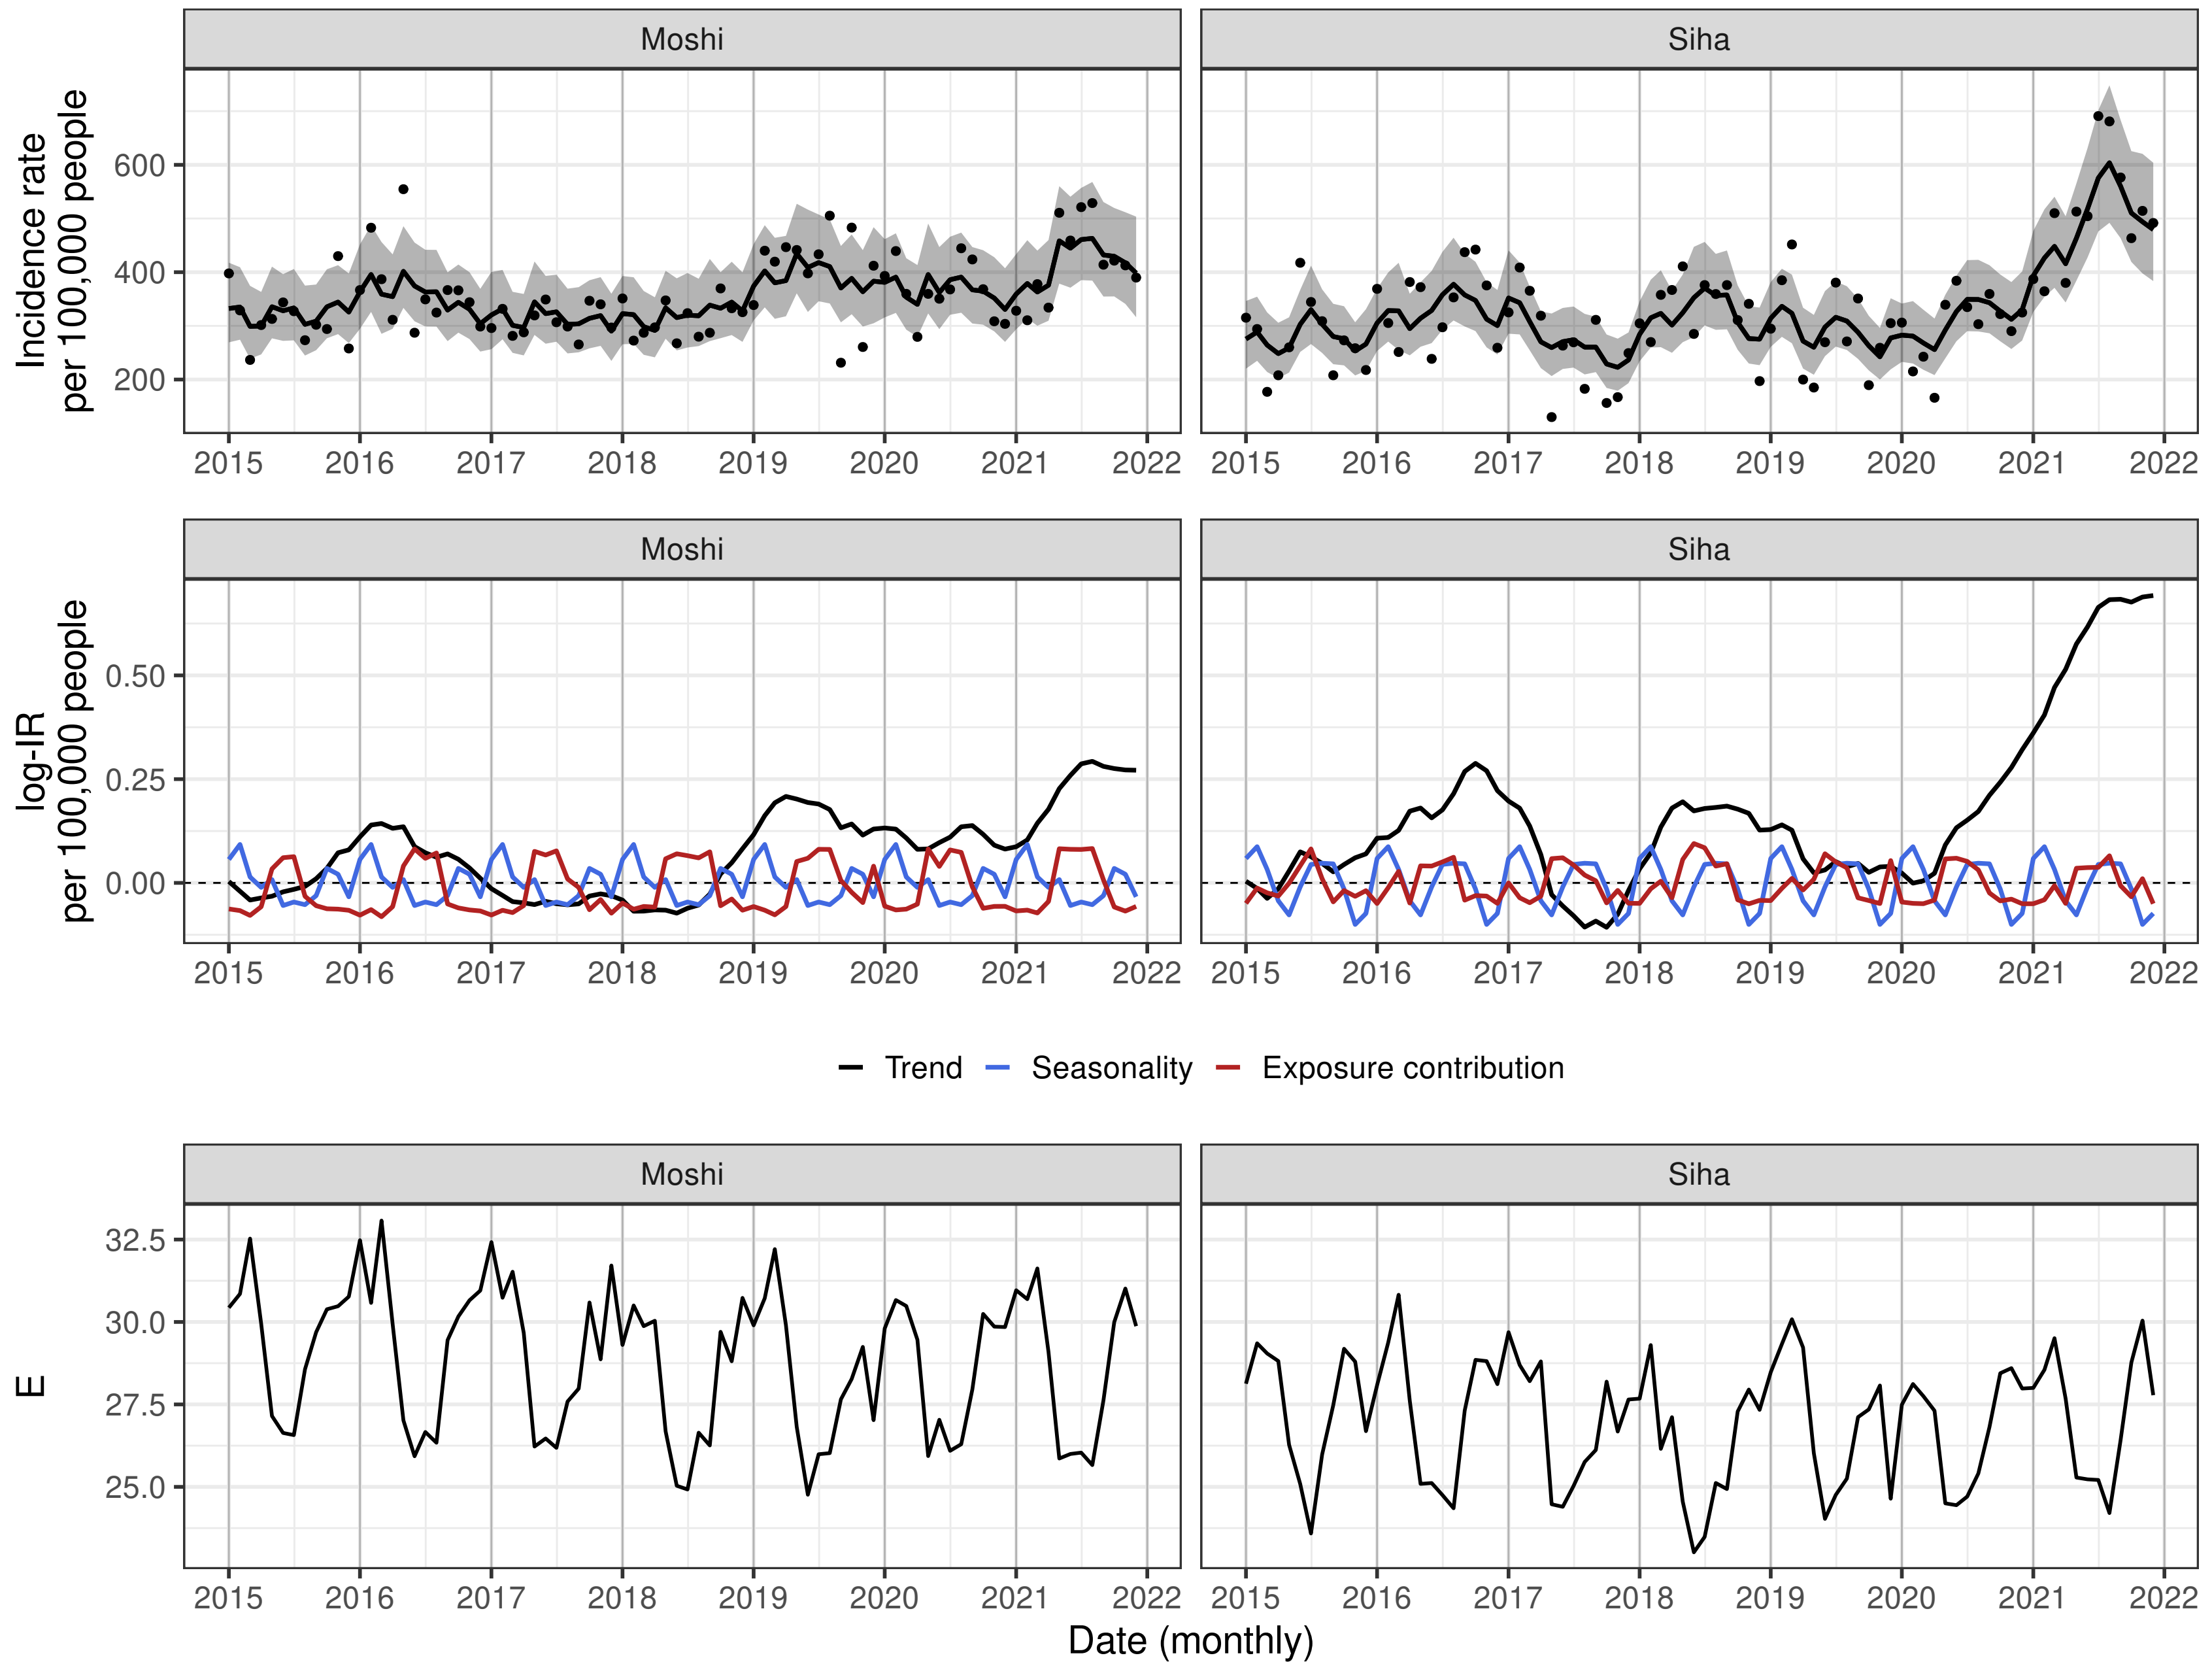 Moshi
Siha
Incidence rate
per 100,000 people
600
400
200
2015 2016 2017 2018 2019 2020 2021 2022
2015 2016 2017 2018 2019 2020 2021 2022
Moshi
Siha
log-IR
per 100,000 people
0.50
0.25
0.00
2015 2016 2017 2018 2019 2020 2021 2022
2015 2016 2017 2018 2019 2020 2021 2022
Trend Seasonality Exposure contribution
Moshi
Siha
E
32.5
30.0
27.5
25.0
2015 2016 2017 2018 2019 2020 2021 2022
2015 2016 2017 2018 2019 2020 2021 2022
Date (monthly)